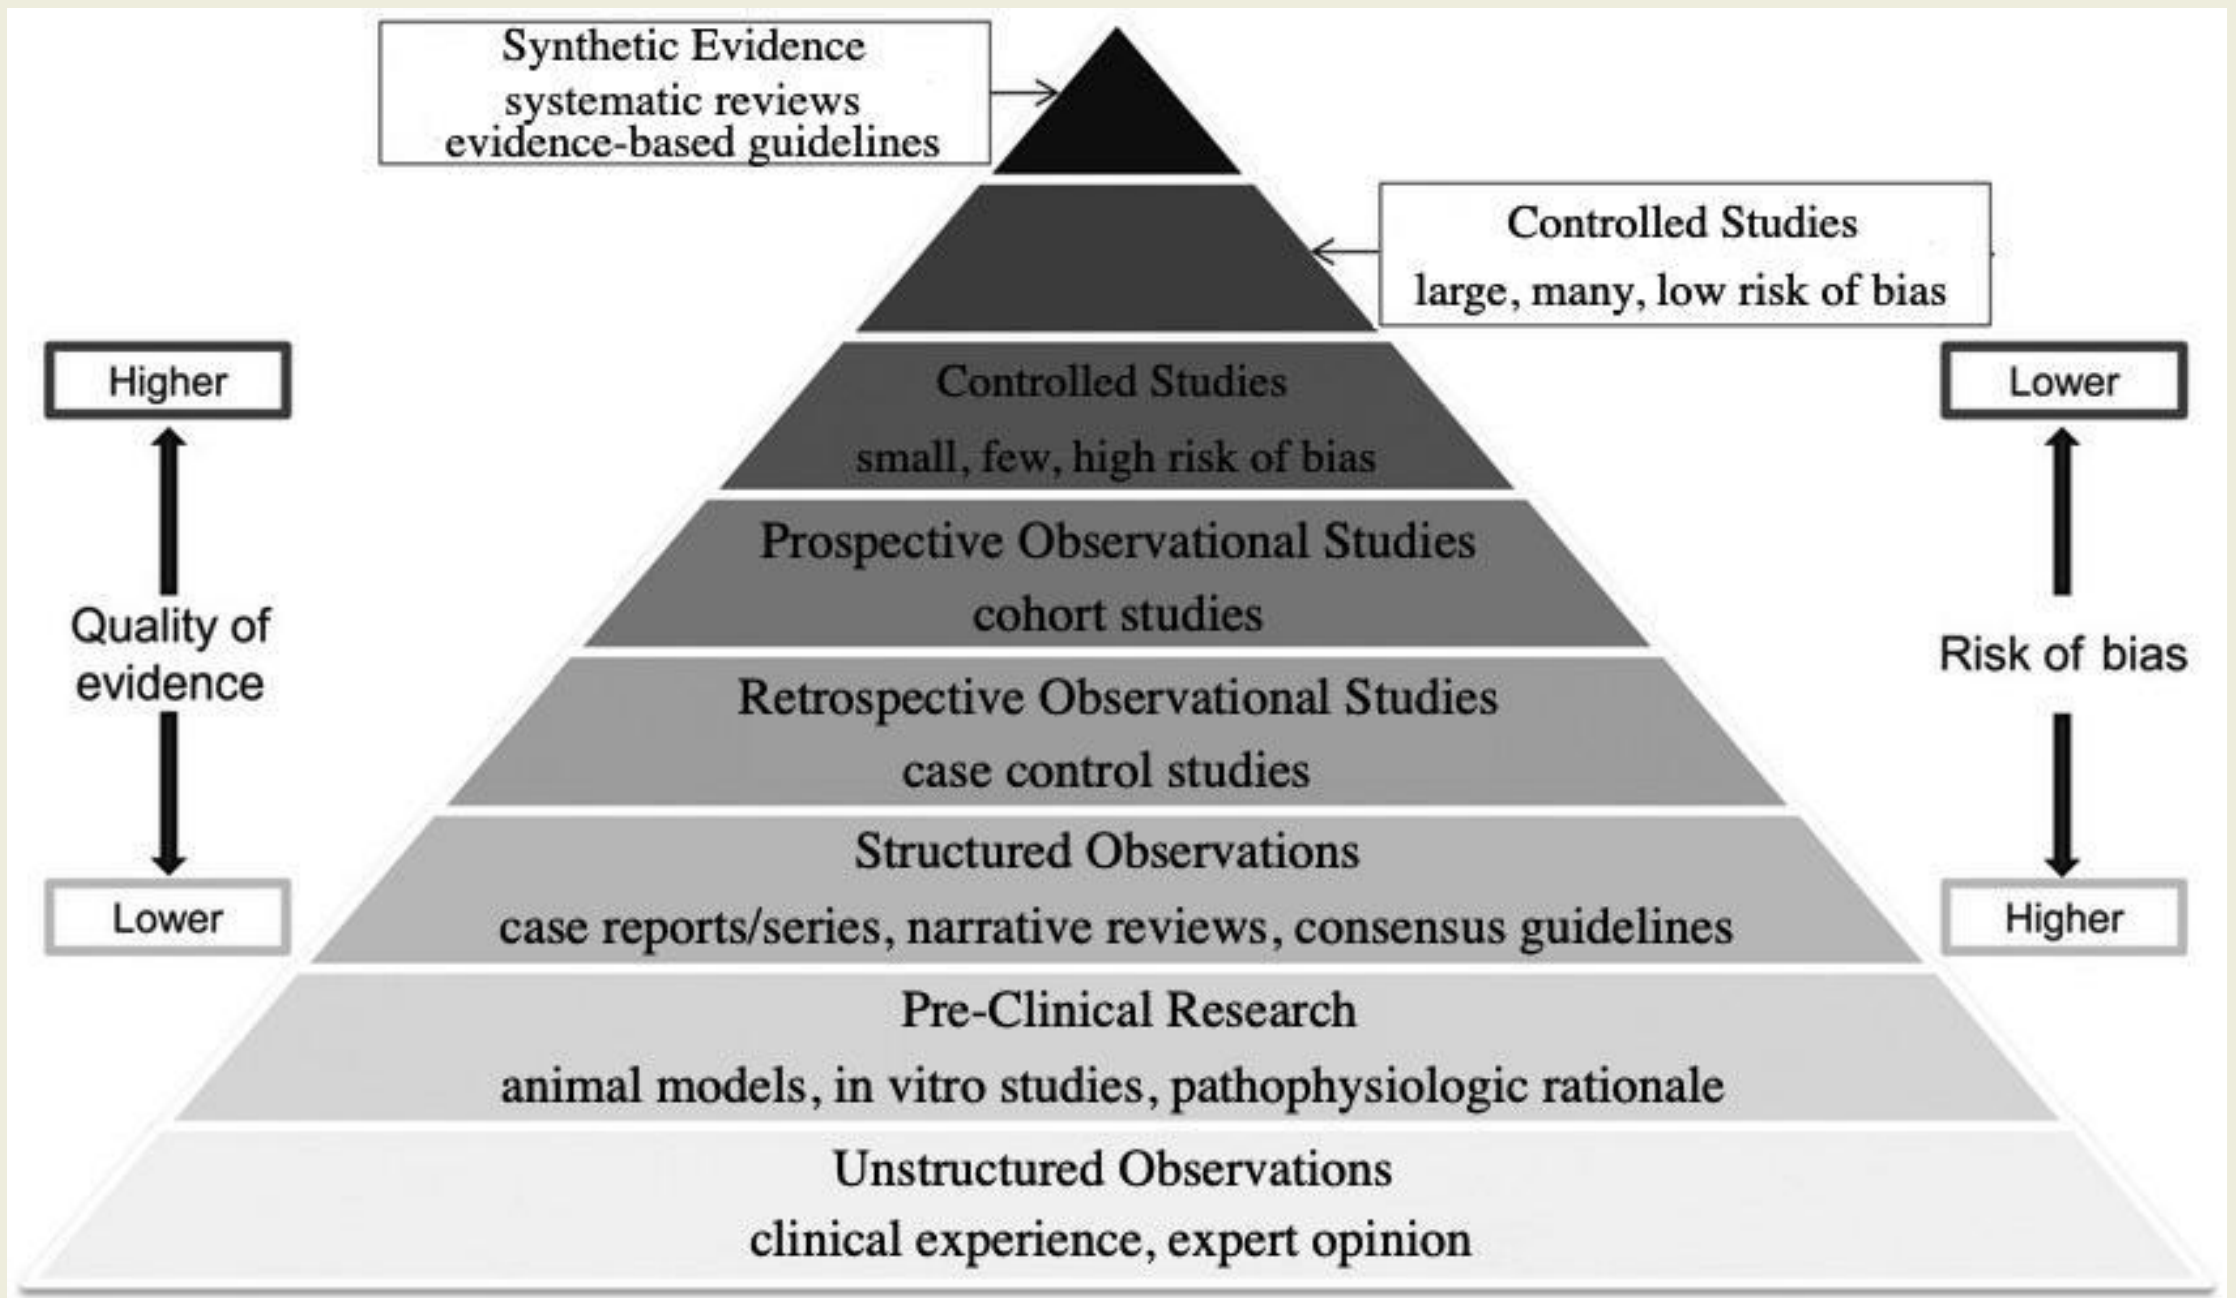 Synthetic Evidence
systematic reviews
evidence-based guidelines
Controlled Studies
large, many, low risk of bias
Higher
Lower
Controlled Studies
small, few, high risk of bias
Prospective Observational Studies
cohort studies
Quality of
evidence
Risk of bias
Retrospective Observational Studies
case control studies
Structured Observations
case reports/series, narrative reviews, consensus guidelines
Lower
Higher
Pre-Clinical Research
animal models, in vitro studies, pathophysiologic rationale
Unstructured Observations
clinical experience, expert opinion